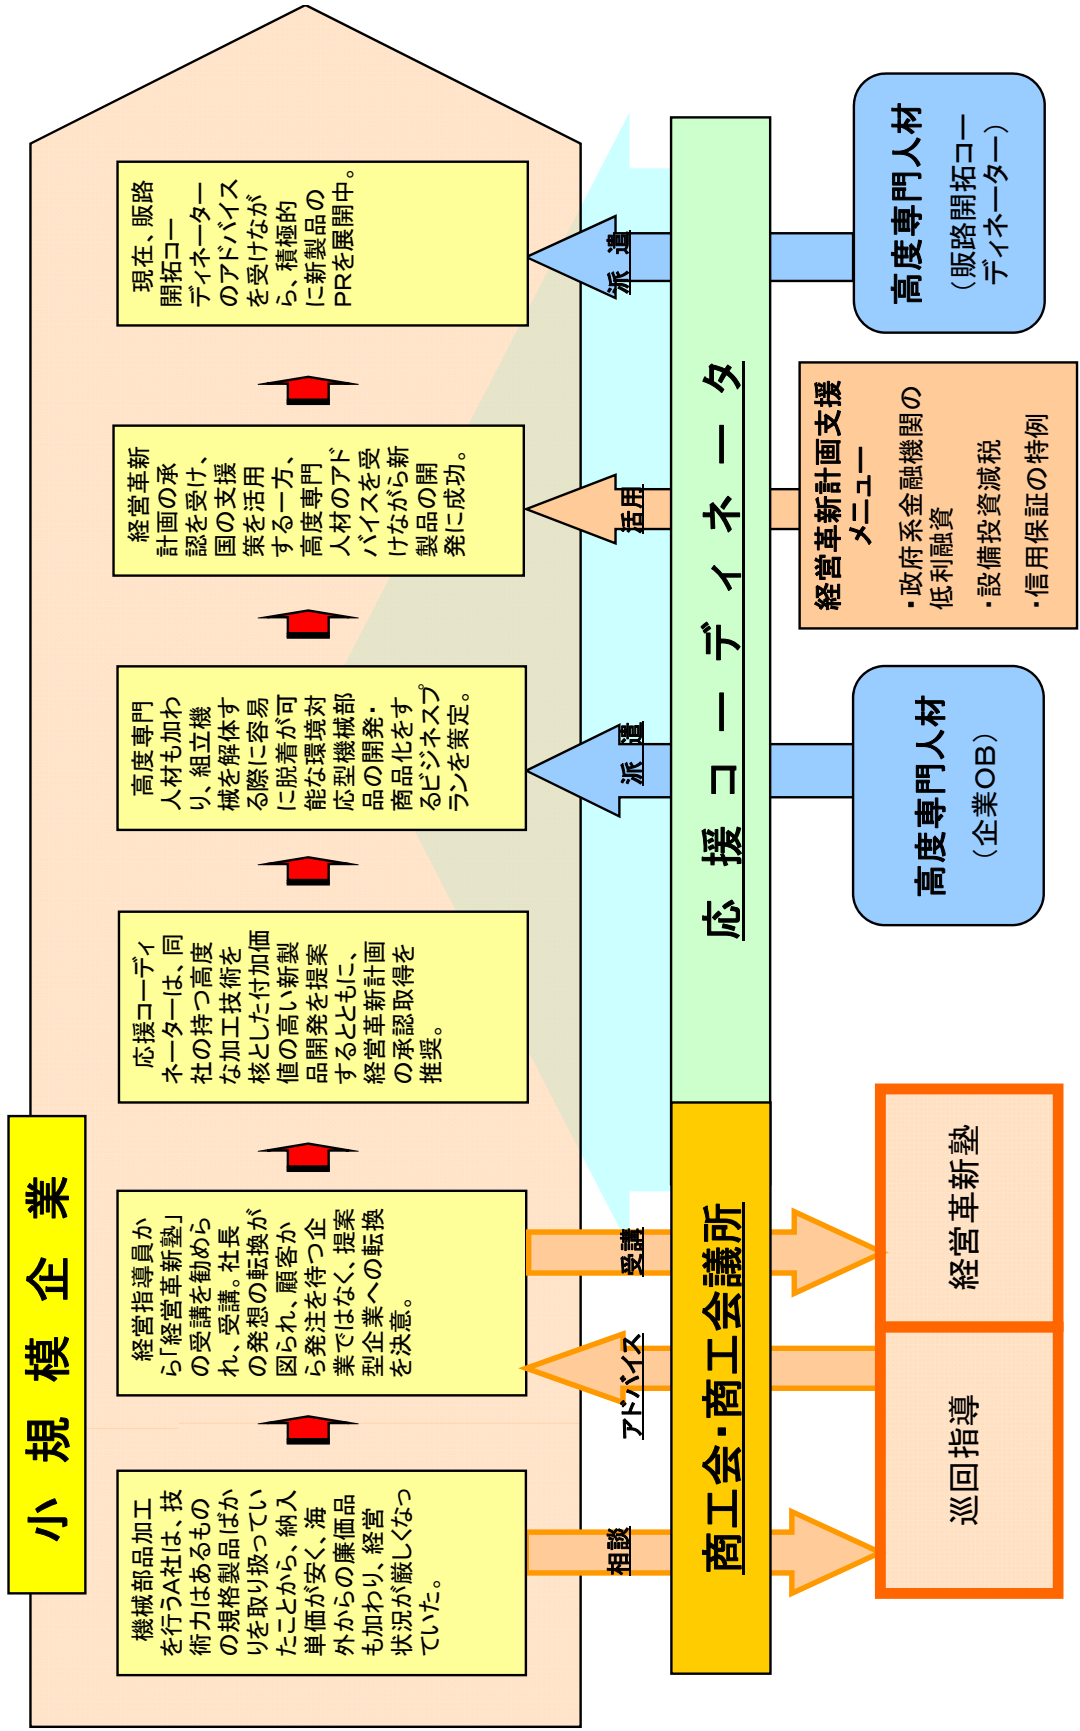 小規模企業
機械部品加工
を行うA社は、技
術力はあるもの
の規格製品ばか
りを取り扱ってい
たことから、納入
単価が安く、海
外からの廉価品
も加わり、経営
状況が厳しくなっ
ていた。
経営指導員か
ら「経営革新塾」
の受講を勧めら
れ、受講。社長
の発想の転換が
図られ、顧客か
ら発注を待つ企
業ではなく、提案
型企業への転換
を決意。
応援コーディ
ネーターは、同
社の持つ高度
な加工技術を
核とした付加価
値の高い新製
品開発を提案
するとともに、
経営革新計画
の承認取得を
推奨。
高度専門
人材も加わ
り、組立機
械を解体す
る際に容易
に脱着が可
能な環境対
応型機械部
品の開発・
商品化をす
るビジネスプ
ランを策定。
経営革新
計画の承
認を受け、
国の支援
策を活用
する一方、
高度専門
人材のアド
バイスを受
けながら新
製品の開
発に成功。
現在、販路
開拓コー
ディネーター
のアドバイス
を受けなが
ら、積極的
に新製品の
PRを展開中。
相談
アドバイス
受講
派遣
活用
派遣
商工会・商工会議所
応援コーディネータ
巡回指導
経営革新塾
高度専門人材
（企業OB）
経営革新計画支援
メニュー
・政府系金融機関の
低利融資
・設備投資減税
・信用保証の特例
高度専門人材
（販路開拓コー
ディネーター）